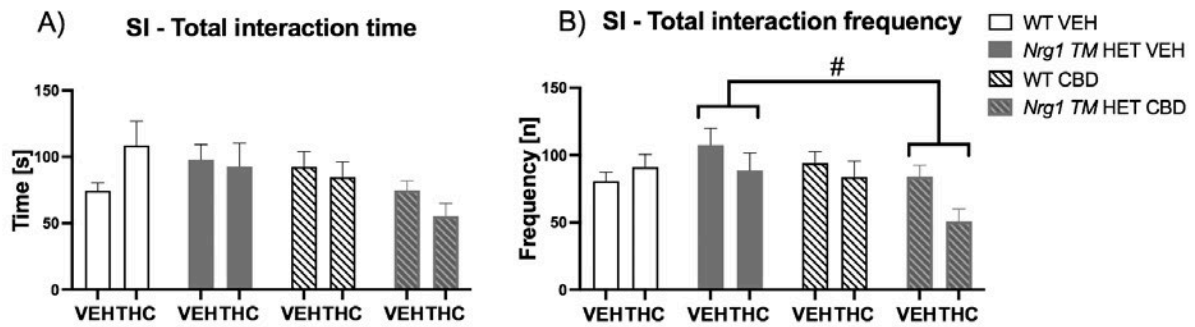 A) SI - Total interaction time
150
100
50
0
Time [s]
VEHTHC VEHTHC VEHTHC VEHTHC
B) SI - Total interaction frequency
#
150
100
50
0
Frequency [n]
VEHTHC VEHTHC VEHTHC VEHTHC
WT VEH
Nrg1 TM HET VEH
WT CBD
Nrg1 TM HET CBD